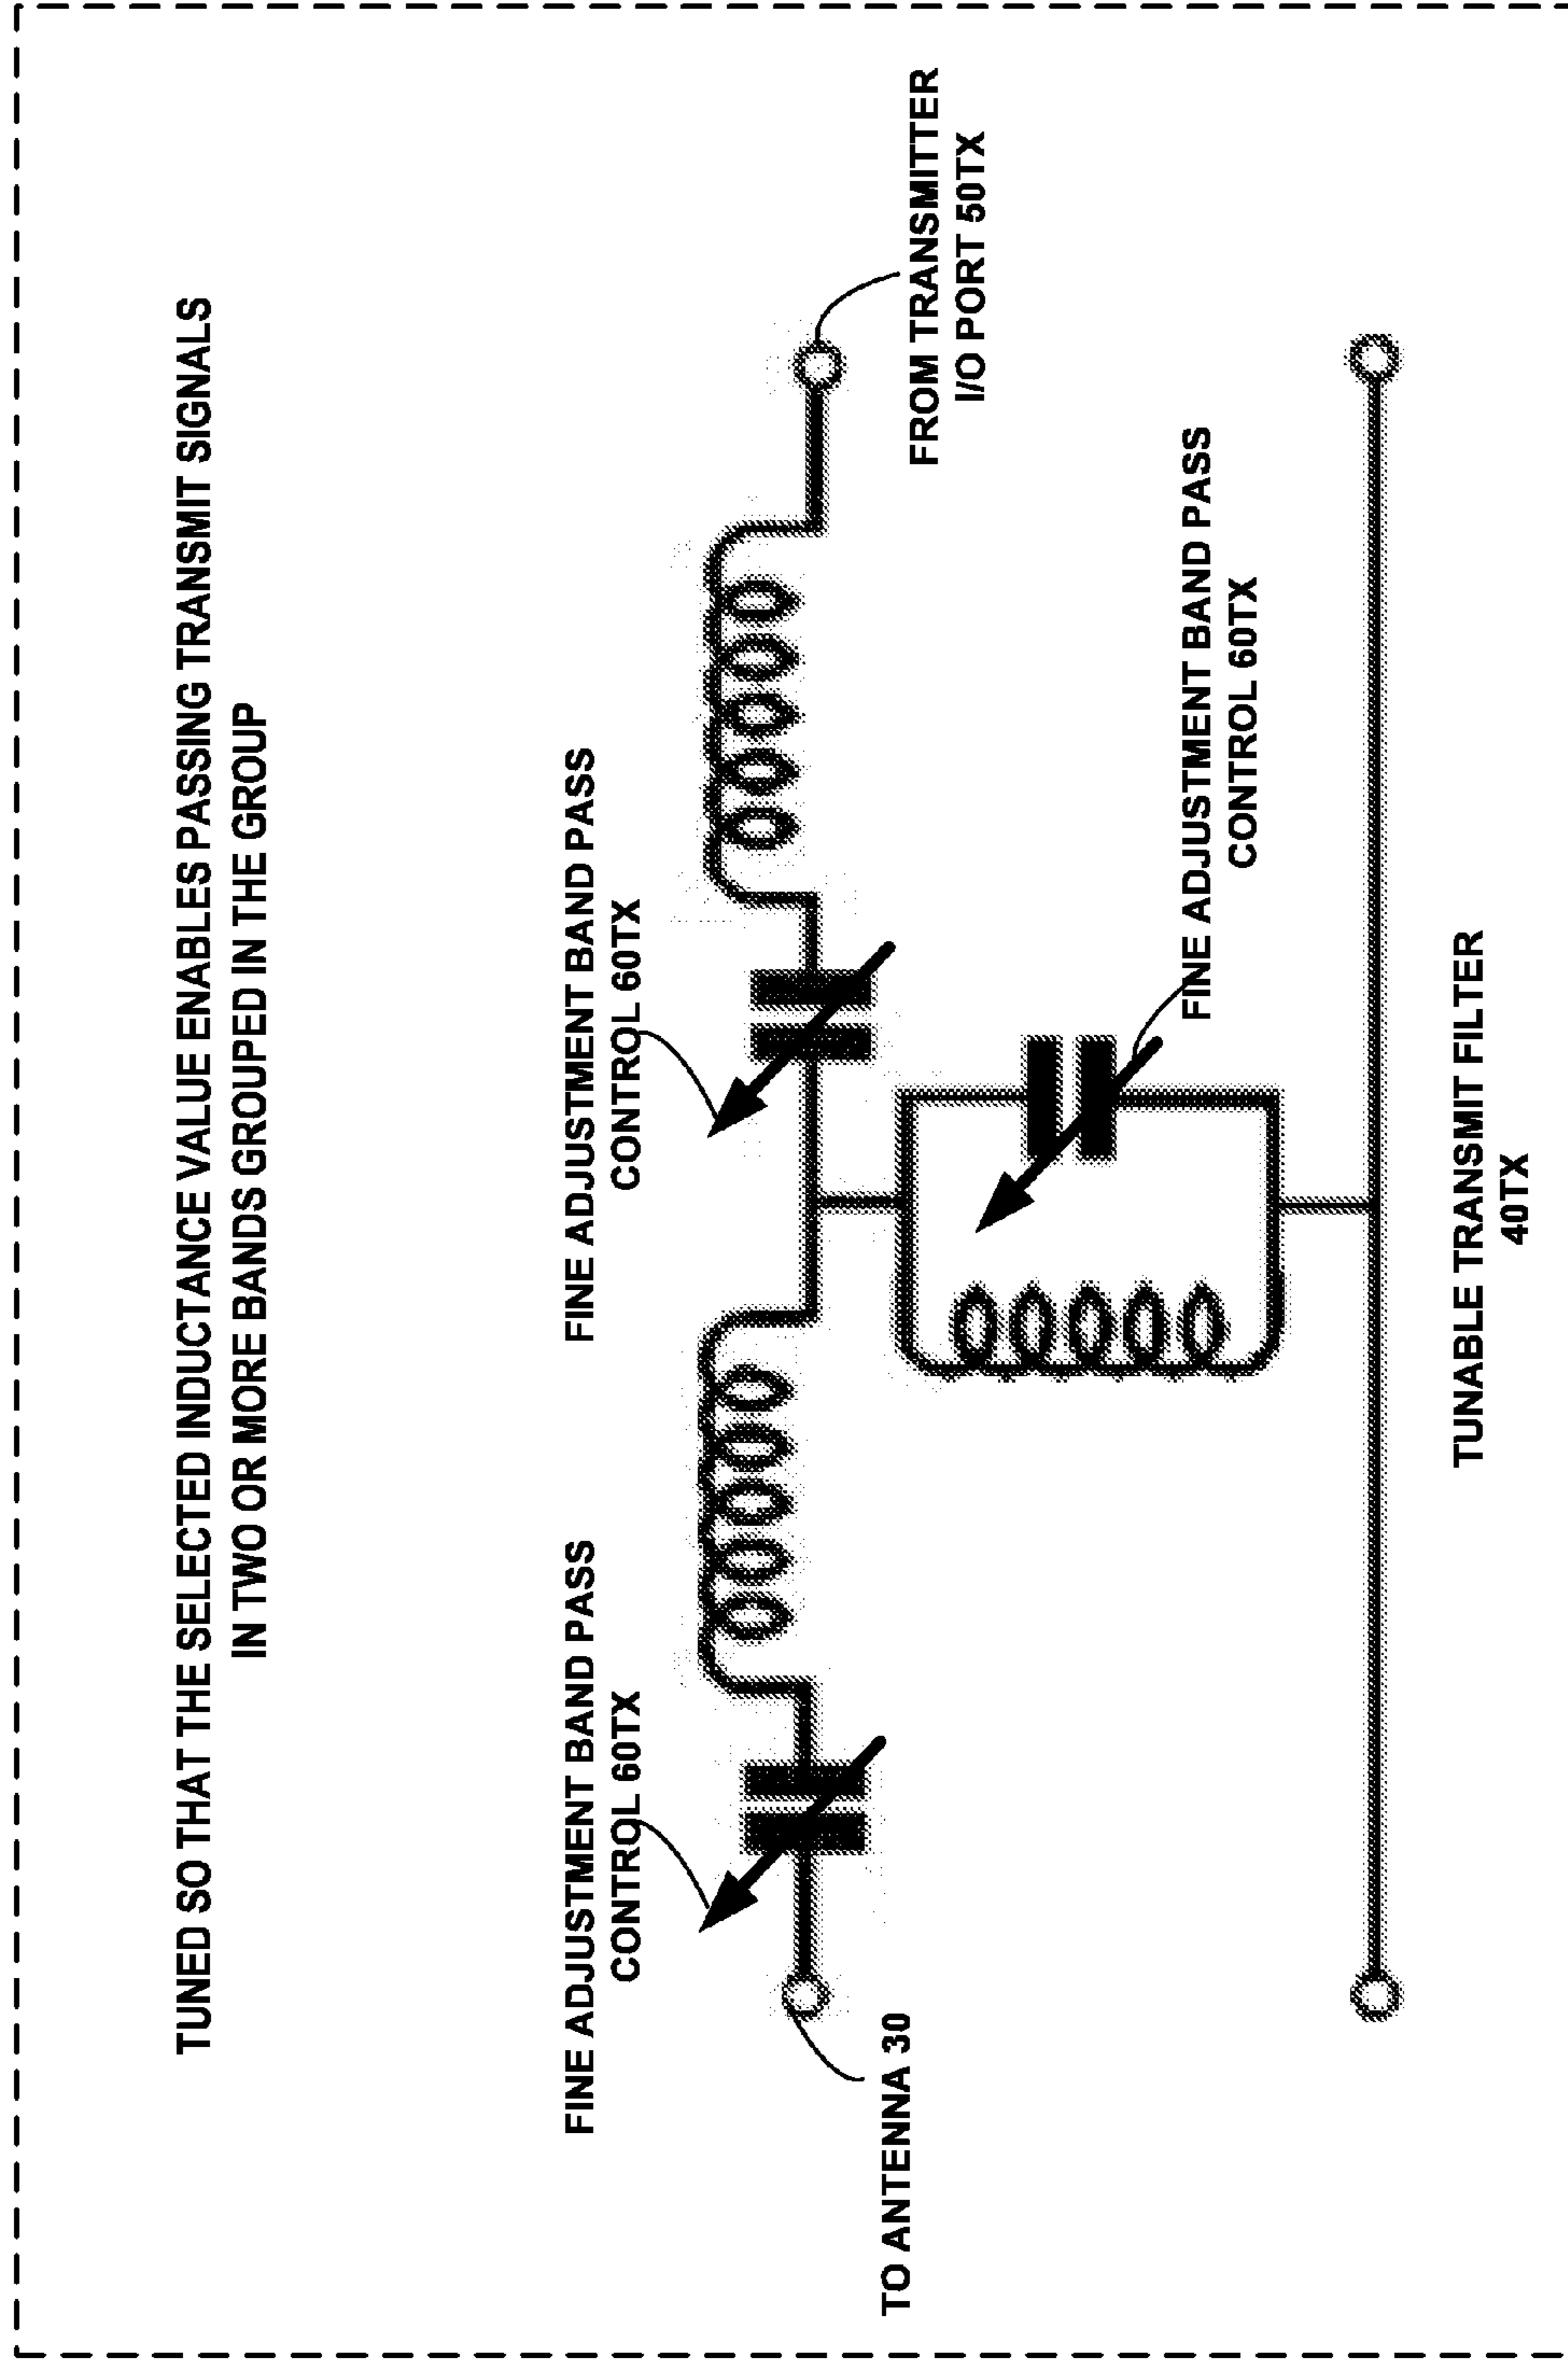 TUNED SO THAT THE SELECTED INDUCTANCE VALUE ENABLES PASSING TRANSMIT SIGNALS
IN TWO OR MORE BANDS GROUPED IN THE GROUP
FINE ADJUSTMENT BAND PASS
CONTROL 60TX
FINE ADJUSTMENT BAND PASS
CONTROL 60TX
TO ANTENNA 30
FROM TRANSMITTER
I/O PORT 50TX
FINE ADJUSTMENT BAND PASS
CONTROL 60TX
TUNABLE TRANSMIT FILTER
40TX